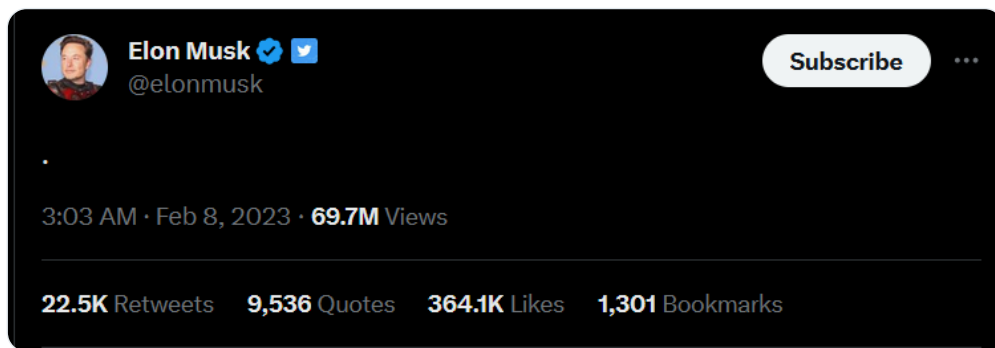 Elon Musk
Subscribe
@elonmusk
.
3:03 AM · Feb 8, 2023 · 69.7M Views
22.5K Retweets 9,536 Quotes 364.1K Likes 1,301 Bookmarks